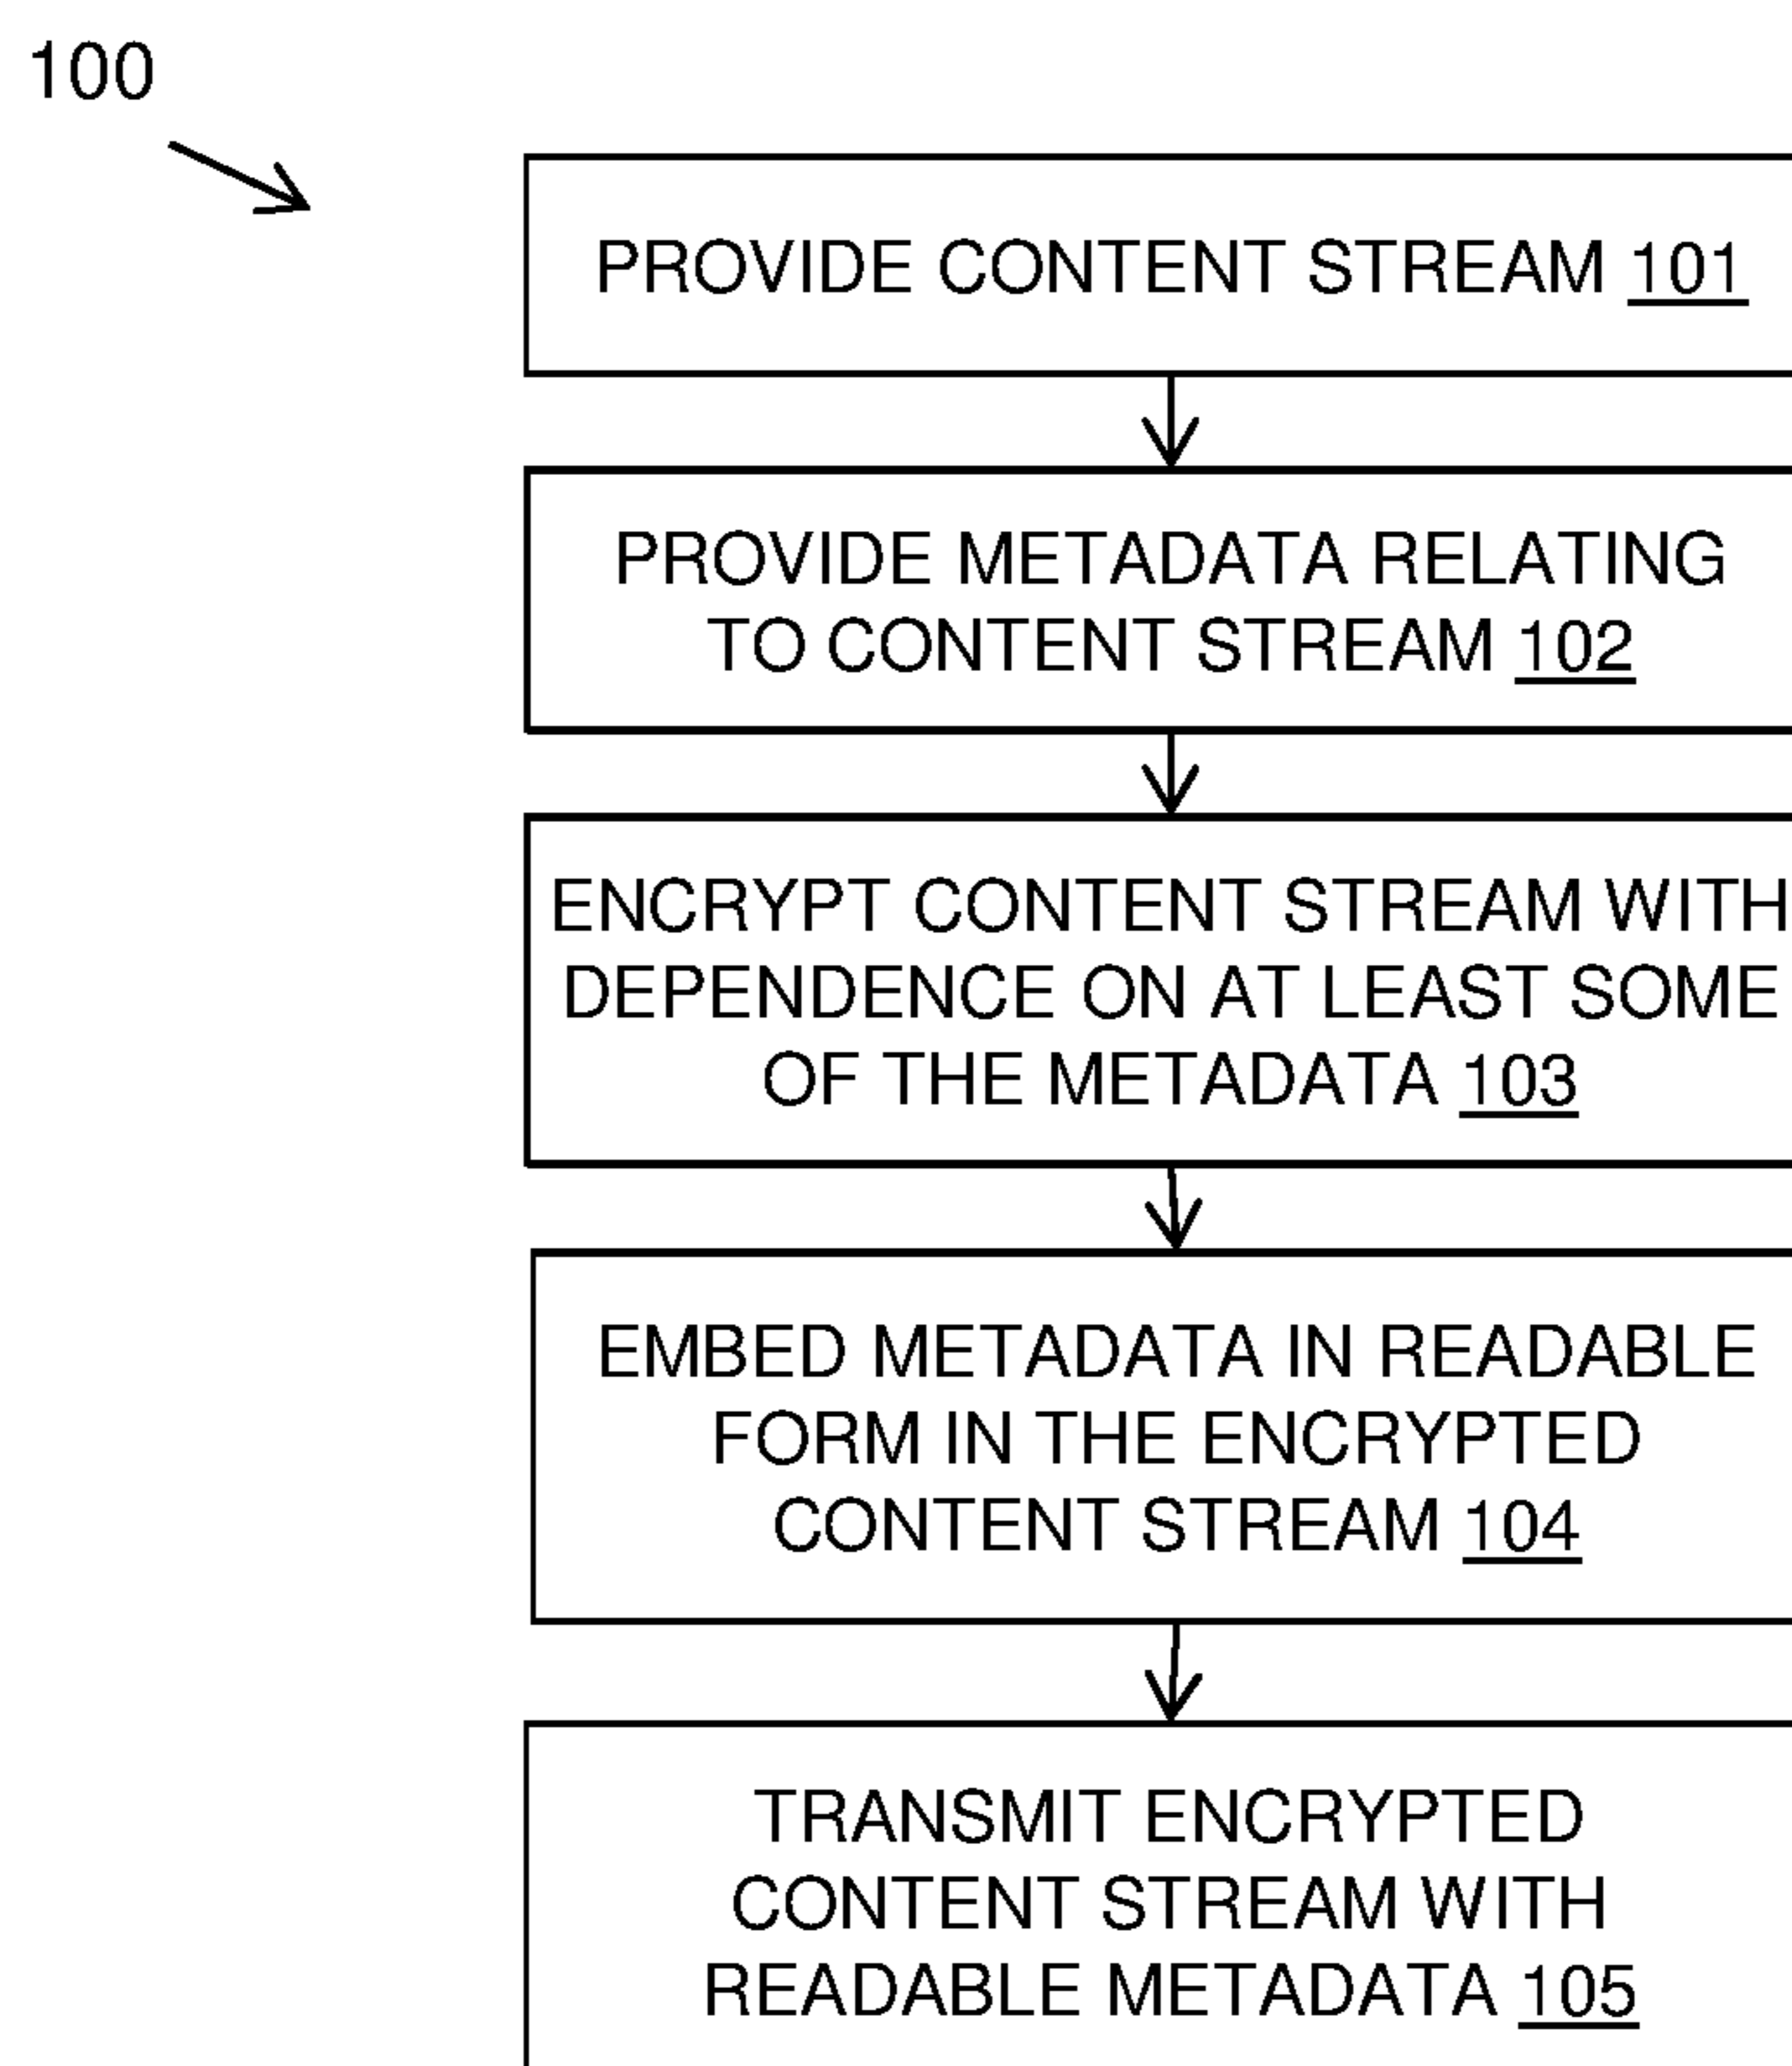 100
PROVIDE CONTENT STREAM 101
PROVIDE METADATA RELATING
TO CONTENT STREAM 102
ENCRYPT CONTENT STREAM WITH
DEPENDENCE ON AT LEAST SOME
OF THE METADATA 103
EMBED METADATA IN READABLE
FORM IN THE ENCRYPTED
CONTENT STREAM 104
TRANSMIT ENCRYPTED
CONTENT STREAM WITH
READABLE METADATA 105